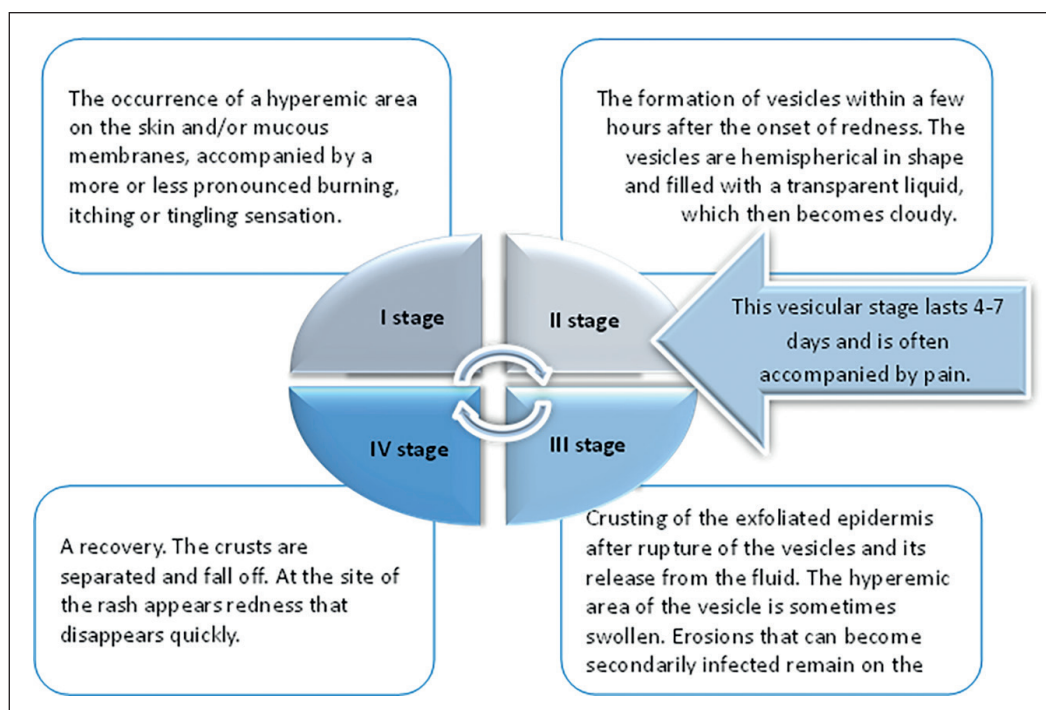 The occurrence of a hyperemic area
on the skin and/or mucous
membranes, accompanied by a
more or less pronounced burning,
itching or tingling sensation.
The formation of vesicles within a few
hours after the onset of redness. The
vesicles are hemispherical in shape
and filled with a transparent liquid,
which then becomes cloudy.
I stage
II stage
This vesicular stage lasts 4-7
days and is often
accompanied by pain.
IV stage
III stage
A recovery. The crusts are
separated and fall off. At the site of
the rash appears redness that
disappears quickly.
Crusting of the exfoliated epidermis
after rupture of the vesicles and its
release from the fluid. The hyperemic
area of the vesicle is sometimes
swollen. Erosions that can become
secondarily infected remain on the